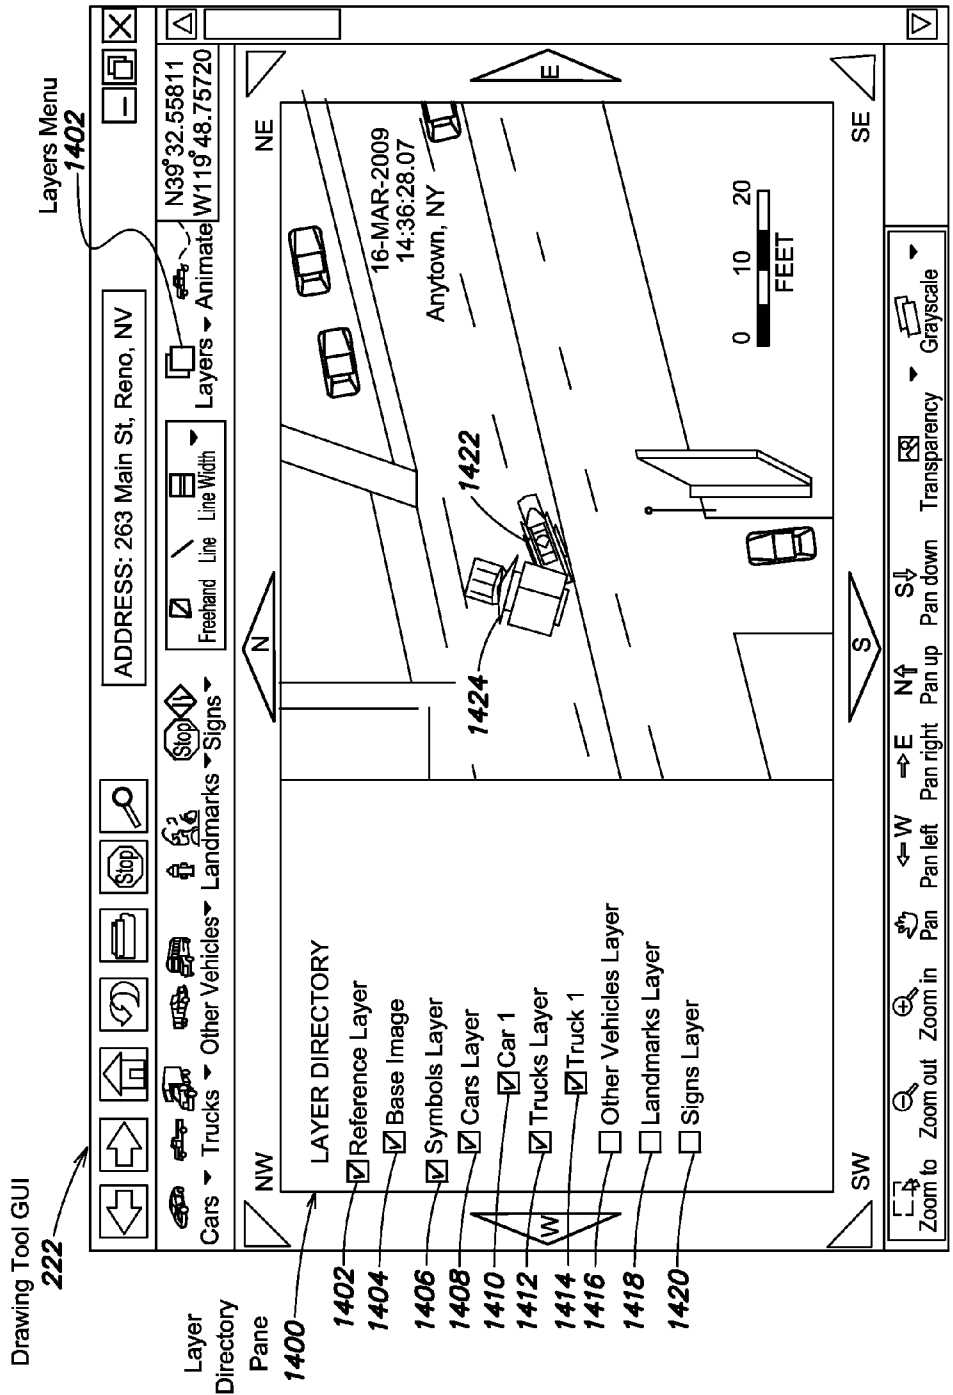 Drawing Tool GUI
222
Layers Menu
1402
ADDRESS: 263 Main St, Reno, NV
Stop
Cars
Trucks
Other Vehicles
Landmarks
Stop
Signs
Freehand
Line
Line Width
Layers
Animate
N39°32.55811
W119°48.75720
Layer
Directory
Pane
1400
NW
N
NE
W
E
SW
S
SE
LAYER DIRECTORY
1402
Reference Layer
1404
Base Image
1406
Symbols Layer
1408
Cars Layer
1410
Car 1
1412
Trucks Layer
1414
Truck 1
1416
Other Vehicles Layer
1418
Landmarks Layer
1420
Signs Layer
16-MAR-2009
14:36:28.07
Anytown, NY
1422
1424
0 10 20
FEET
Zoom to
Zoom out
Zoom in
Pan
W
Pan left
E
Pan right
N
Pan up
S
Pan down
Transparency
Grayscale